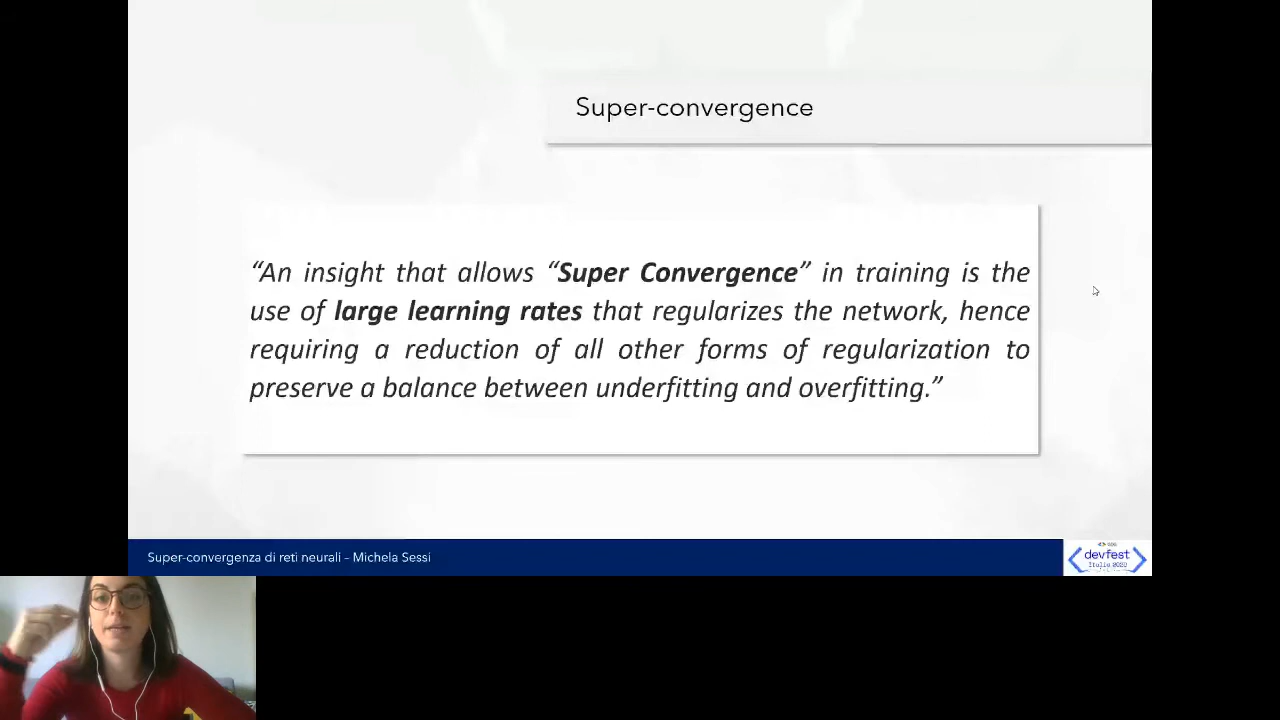 Super-convergence
“An insight that allows “Super Convergence” in training is the
use of large learning rates that regularizes the network, hence
requiring a reduction of all other forms of regularization to
preserve a balance between underfitting and overfitting.”
Super-convergenza di reti neurali – Michela Sessi
devfest